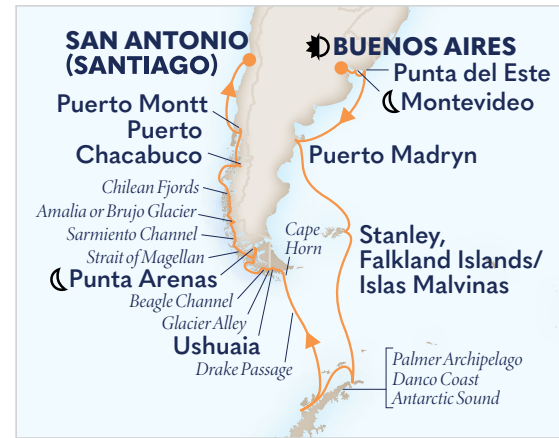 SAN ANTONIO
(SANTIAGO)
BUENOS AIRES
Punta del Este
Montevideo
Puerto Montt
Puerto
Chacabuco
Puerto Madryn
Chilean Fjords
Amalia or Brujo Glacier
Sarmiento Channel
Strait of Magellan
Cape
Horn
Stanley,
Falkland Islands/
Islas Malvinas
Punta Arenas
Beagle Channel
Glacier Alley
Ushuaia
Drake Passage
Palmer Archipelago
Danco Coast
Antarctic Sound